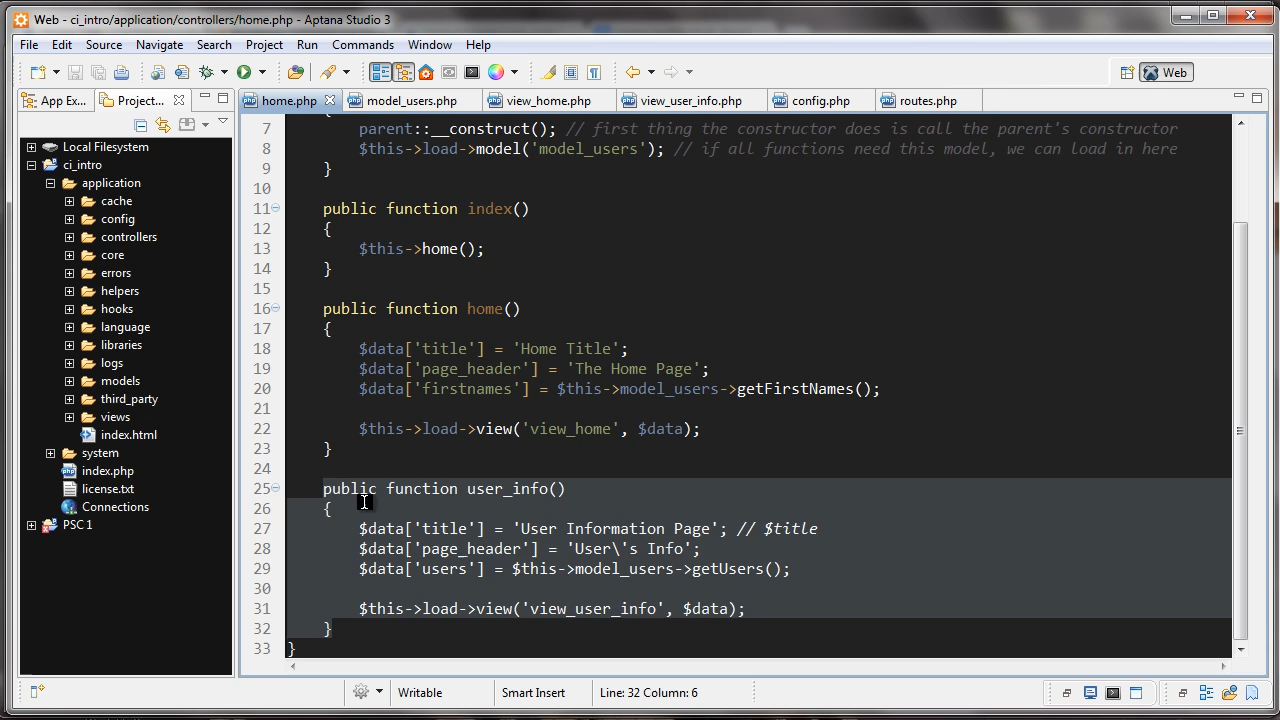 Web - ci_intro/application/controllers/home.php - Aptana Studio 3
File Edit Source Navigate Search Project Run Commands Window Help
Web
App Ex... Project...
home.php model_users.php view_home.php view_user_info.php config.php routes.php
Local Filesystem
ci_intro
application
cache
config
controllers
core
errors
helpers
hooks
language
libraries
logs
models
third_party
views
index.html
system
index.php
license.txt
Connections
PSC 1
{
7 parent::__construct(); // first thing the constructor does is call the parent's constructor
8 $this->load->model('model_users'); // if all functions need this model, we can load in here
9 }
10
11 public function index()
12 {
13 $this->home();
14 }
15
16 public function home()
17 {
18 $data['title'] = 'Home Title';
19 $data['page_header'] = 'The Home Page';
20 $data['firstnames'] = $this->model_users->getFirstNames();
21
22 $this->load->view('view_home', $data);
23 }
24
25 public function user_info()
26 {
27 $data['title'] = 'User Information Page'; // $title
28 $data['page_header'] = 'User\'s Info';
29 $data['users'] = $this->model_users->getUsers();
30
31 $this->load->view('view_user_info', $data);
32 }
33 }
Writable Smart Insert Line: 32 Column: 6